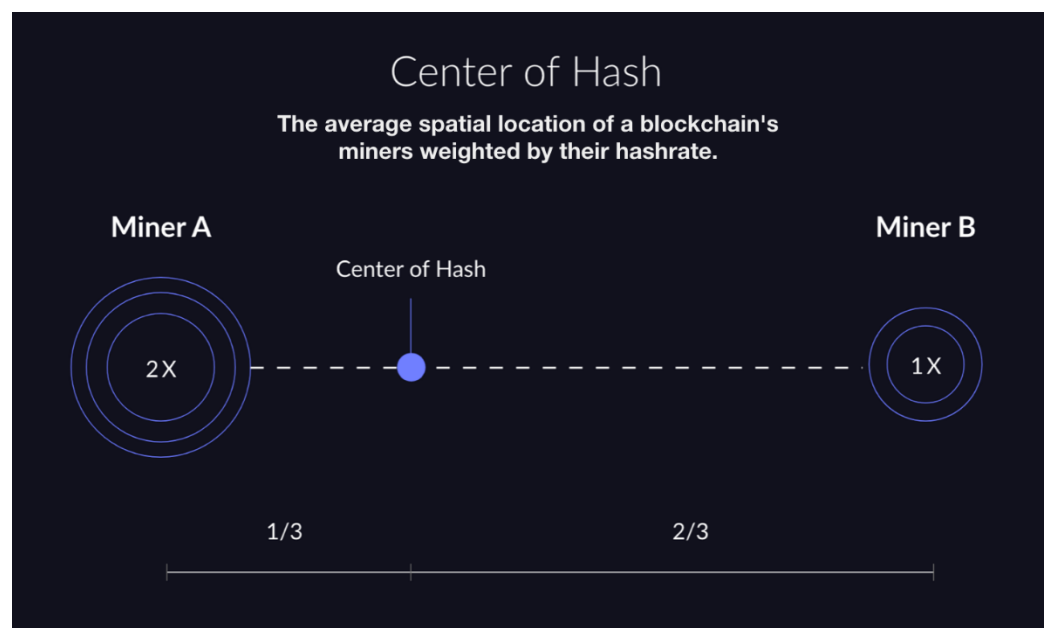 Center of Hash
The average spatial location of a blockchain's
miners weighted by their hashrate.
Miner A
Miner B
Center of Hash
2X
1X
1/3
2/3